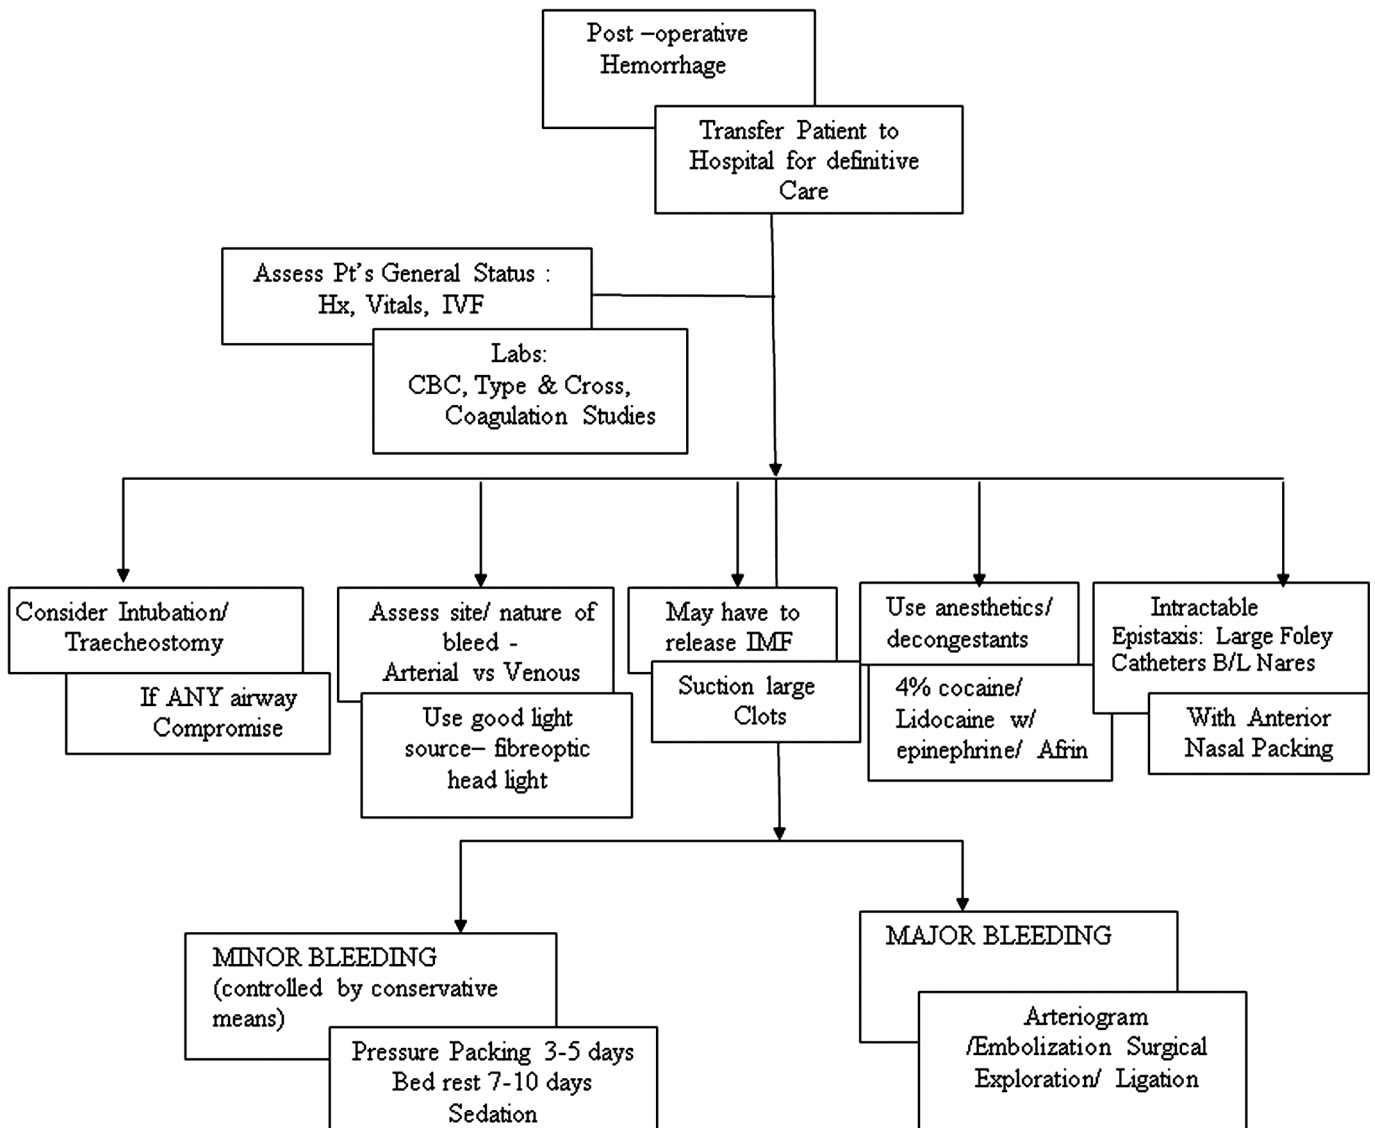 Post –operative
Hemorrhage
Transfer Patient to
Hospital for definitive
Care
Assess Pt's General Status :
Hx, Vitals, IVF
Labs:
CBC, Type & Cross,
Coagulation Studies
Consider Intubation/
Traecheostomy
If ANY airway
Compromise
Assess site/ nature of
bleed -
Arterial vs Venous
Use good light
source– fibreoptic
head light
May have to
release IMF
Suction large
Clots
Use anesthetics/
decongestants
4% cocaine/
Lidocaine w/
epinephrine/ Afrin
Intractable
Epistaxis: Large Foley
Catheters B/L Nares
With Anterior
Nasal Packing
MINOR BLEEDING
(controlled by conservative
means)
Pressure Packing 3-5 days
Bed rest 7-10 days
Sedation
MAJOR BLEEDING
Arteriogram
/Embolization Surgical
Exploration/ Ligation